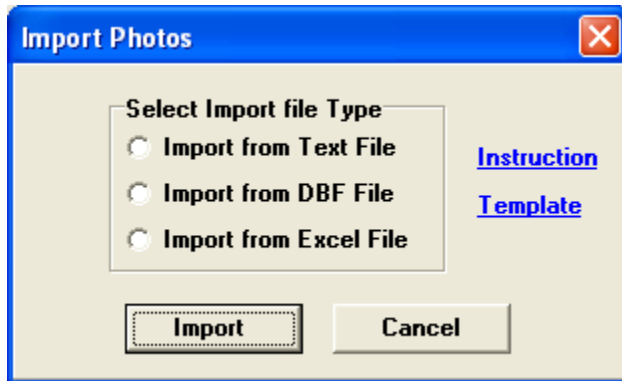 Import Photos
Select Import file Type
Import from Text File
Import from DBF File
Import from Excel File
Instruction
Template
Import
Cancel